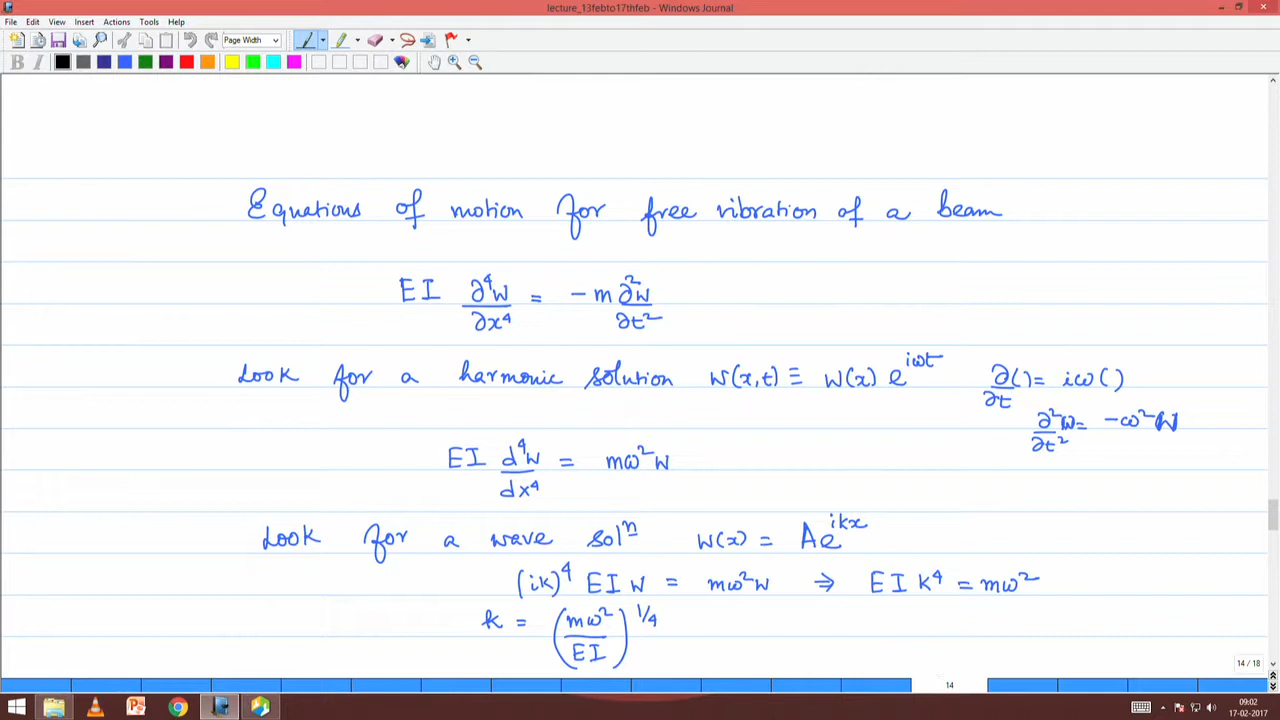 lecture_13febto17thfeb - Windows Journal
File Edit View Insert Actions Tools Help
Page Width
B I
Equations of motion for free vibration of a beam
EI ∂⁴w/∂x⁴ = -m ∂²w/∂t²
Look for a harmonic solution w(x,t) ≡ W(x) e^{iωt} ∂( )/∂t = iω( )
∂²w/∂t² = -ω²W
EI d⁴w/dx⁴ = mω²w
Look for a wave solⁿ w(x) = Ae^{ikx}
(ik)⁴ EI w = mω²w ⇒ EI k⁴ = mω²
k = (mω²/EI)^{1/4}
14 / 18
14
09:02
17-02-2017